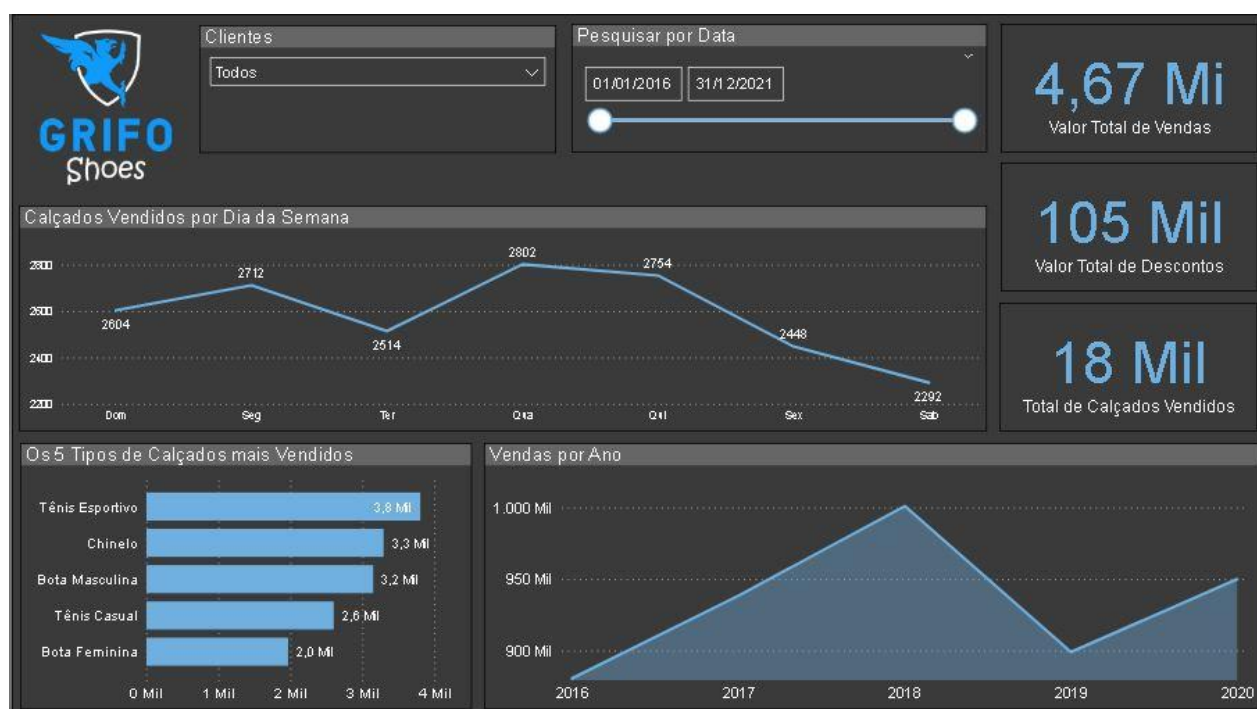 GRIFO
Shoes
Clientes
Todos
Pesquisar por Data
01/01/2016 31/12/2021
4,67 Mi
Valor Total de Vendas
105 Mil
Valor Total de Descontos
18 Mil
Total de Calçados Vendidos
Calçados Vendidos por Dia da Semana
2800
2600
2400
2200
2604
2712
2514
2802
2754
2448
2292
Dom Seg Ter Qua Qui Sex Sab
Os 5 Tipos de Calçados mais Vendidos
Tênis Esportivo 3,8 Mil
Chinelo 3,3 Mil
Bota Masculina 3,2 Mil
Tênis Casual 2,6 Mil
Bota Feminina 2,0 Mil
0 Mil 1 Mil 2 Mil 3 Mil 4 Mil
Vendas por Ano
1.000 Mil
950 Mil
900 Mil
2016 2017 2018 2019 2020